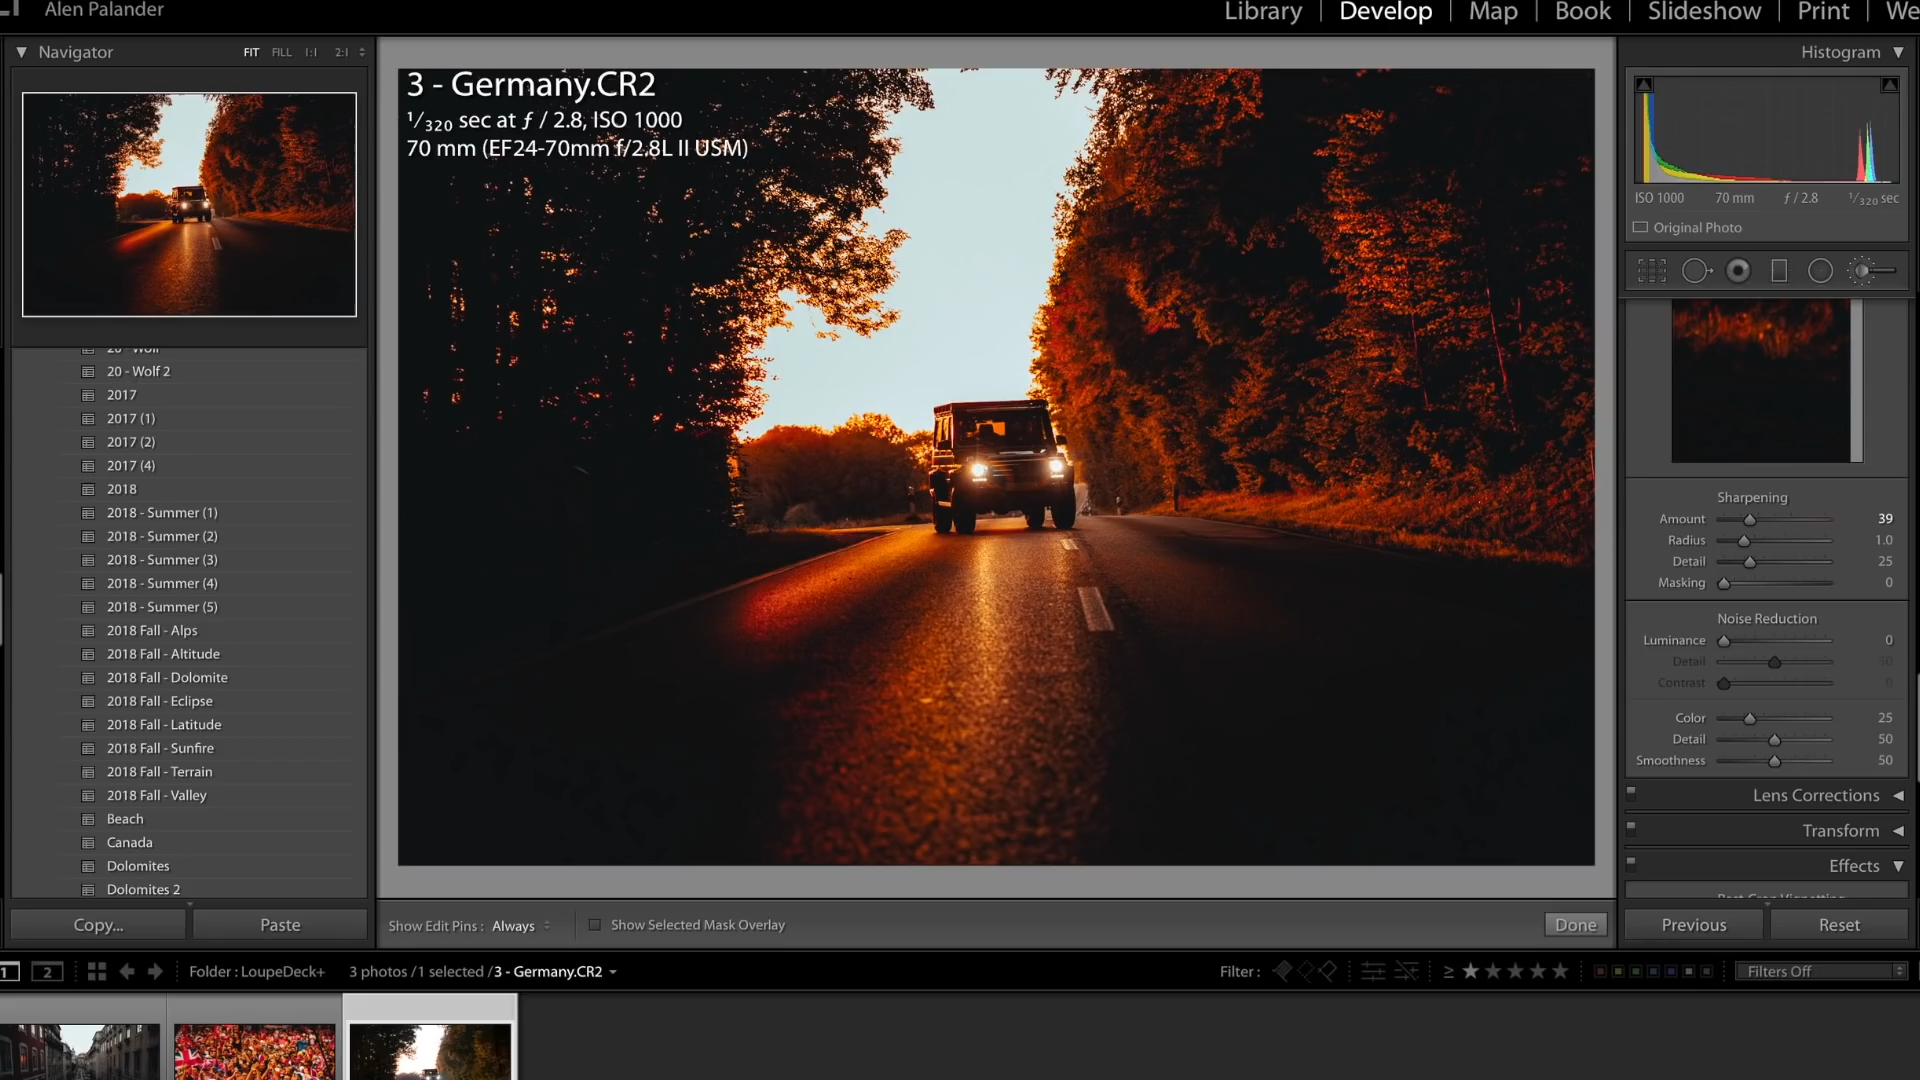 Alen Palander
Library | Develop | Map | Book | Slideshow | Print | We
Navigator
FIT FILL 1:1 2:1
3 - Germany.CR2
1/320 sec at ƒ / 2.8, ISO 1000
70 mm (EF24-70mm f/2.8L II USM)
Histogram
ISO 1000 70 mm ƒ / 2.8 1/320 sec
Original Photo
20 - Wolf
20 - Wolf 2
2017
2017 (1)
2017 (2)
2017 (4)
2018
2018 - Summer (1)
2018 - Summer (2)
2018 - Summer (3)
2018 - Summer (4)
2018 - Summer (5)
2018 Fall - Alps
2018 Fall - Altitude
2018 Fall - Dolomite
2018 Fall - Eclipse
2018 Fall - Latitude
2018 Fall - Sunfire
2018 Fall - Terrain
2018 Fall - Valley
Beach
Canada
Dolomites
Dolomites 2
Copy... Paste
Sharpening
Amount 39
Radius 1.0
Detail 25
Masking 0
Noise Reduction
Luminance 0
Detail 50
Contrast 0
Color 25
Detail 50
Smoothness 50
Lens Corrections
Transform
Effects
Post-Crop Vignetting
Previous Reset
Show Edit Pins : Always Show Selected Mask Overlay Done
1 2 Folder : LoupeDeck+ 3 photos / 1 selected / 3 - Germany.CR2 Filter : ≥ Filters Off